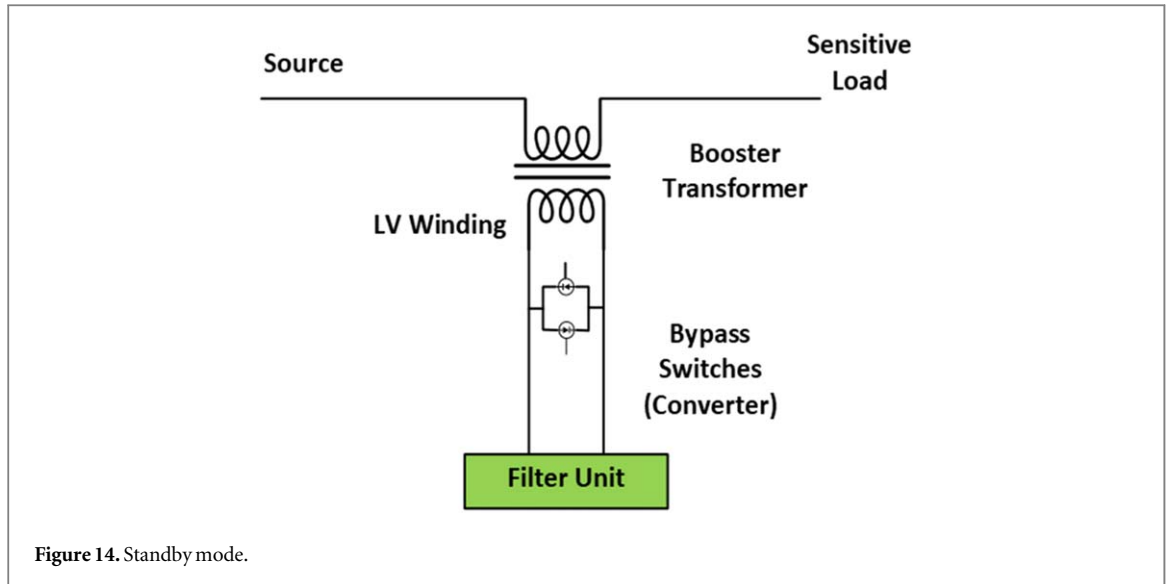 Source
Sensitive
Load
Booster
Transformer
LV Winding
Bypass
Switches
(Converter)
Filter Unit
Figure 14. Standby mode.